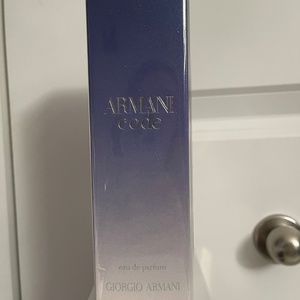 ARMANI
code
eau de parfum
GIORGIO ARMANI